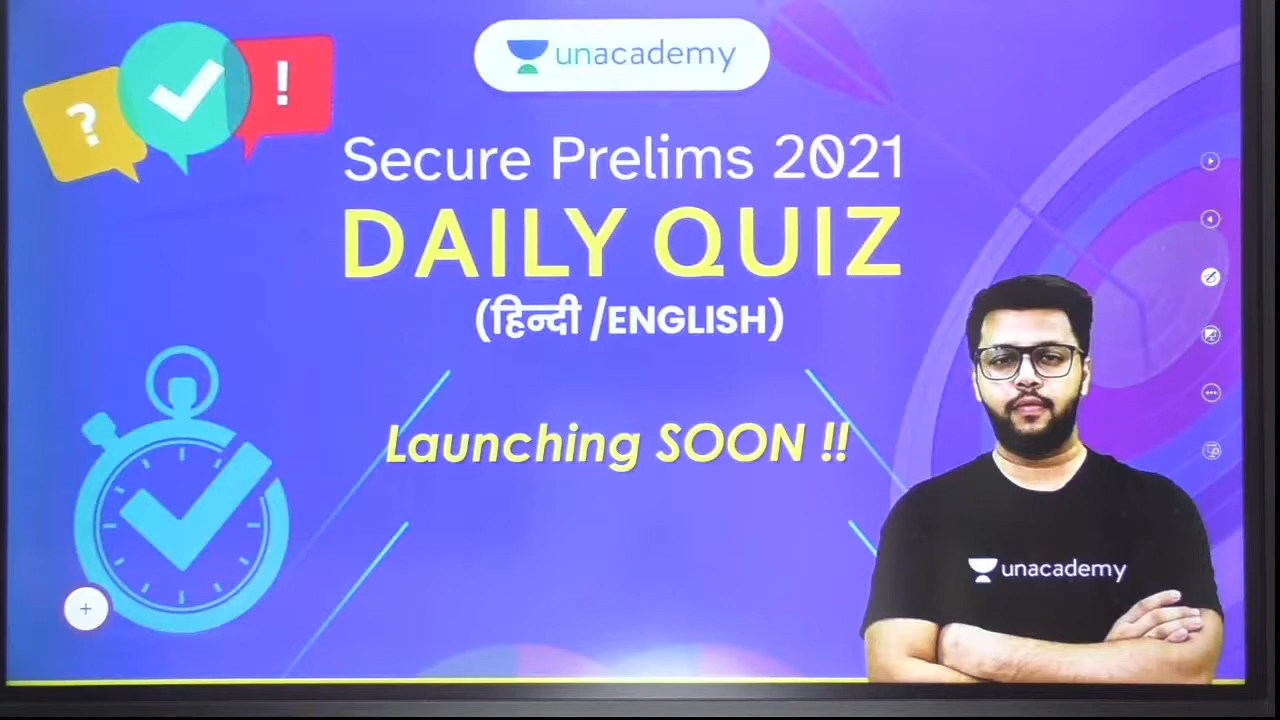 unacademy
Secure Prelims 2021
DAILY QUIZ
(हिन्दी /ENGLISH)
Launching SOON !!
unacademy